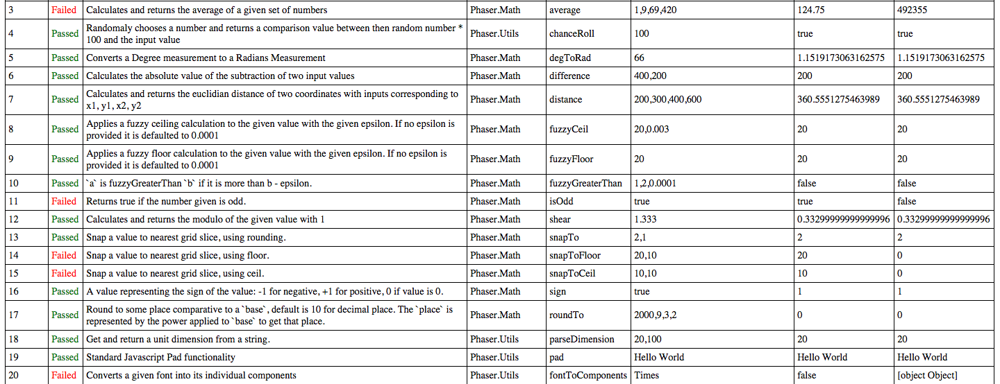 3 Failed Calculates and returns the average of a given set of numbers Phaser.Math average 1,9,69,420 124.75 492355
4 Passed Randomaly chooses a number and returns a comparison value between then random number *
100 and the input value Phaser.Utils chanceRoll 100 true true
5 Passed Converts a Degree measurement to a Radians Measurement Phaser.Math degToRad 66 1.1519173063162575 1.1519173063162575
6 Passed Calculates the absolute value of the subtraction of two input values Phaser.Math difference 400,200 200 200
7 Passed Calculates and returns the euclidian distance of two coordinates with inputs corresponding to
x1, y1, x2, y2 Phaser.Math distance 200,300,400,600 360.5551275463989 360.5551275463989
8 Passed Applies a fuzzy ceiling calculation to the given value with the given epsilon. If no epsilon is
provided it is defaulted to 0.0001 Phaser.Math fuzzyCeil 20,0.003 20 20
9 Passed Applies a fuzzy floor calculation to the given value with the given epsilon. If no epsilon is
provided it is defaulted to 0.0001 Phaser.Math fuzzyFloor 20 20 20
10 Passed `a` is fuzzyGreaterThan `b` if it is more than b - epsilon. Phaser.Math fuzzyGreaterThan 1,2,0.0001 false false
11 Failed Returns true if the number given is odd. Phaser.Math isOdd true true false
12 Passed Calculates and returns the modulo of the given value with 1 Phaser.Math shear 1.333 0.33299999999999996 0.33299999999999996
13 Passed Snap a value to nearest grid slice, using rounding. Phaser.Math snapTo 2,1 2 2
14 Failed Snap a value to nearest grid slice, using floor. Phaser.Math snapToFloor 20,10 20 0
15 Failed Snap a value to nearest grid slice, using ceil. Phaser.Math snapToCeil 10,10 10 0
16 Passed A value representing the sign of the value: -1 for negative, +1 for positive, 0 if value is 0. Phaser.Math sign true 1 1
17 Passed Round to some place comparative to a `base`, default is 10 for decimal place. The `place` is
represented by the power applied to `base` to get that place. Phaser.Math roundTo 2000,9,3,2 0 0
18 Passed Get and return a unit dimension from a string. Phaser.Utils parseDimension 20,100 20 20
19 Passed Standard Javascript Pad functionality Phaser.Utils pad Hello World Hello World Hello World
20 Failed Converts a given font into its individual components Phaser.Utils fontToComponents Times false [object Object]